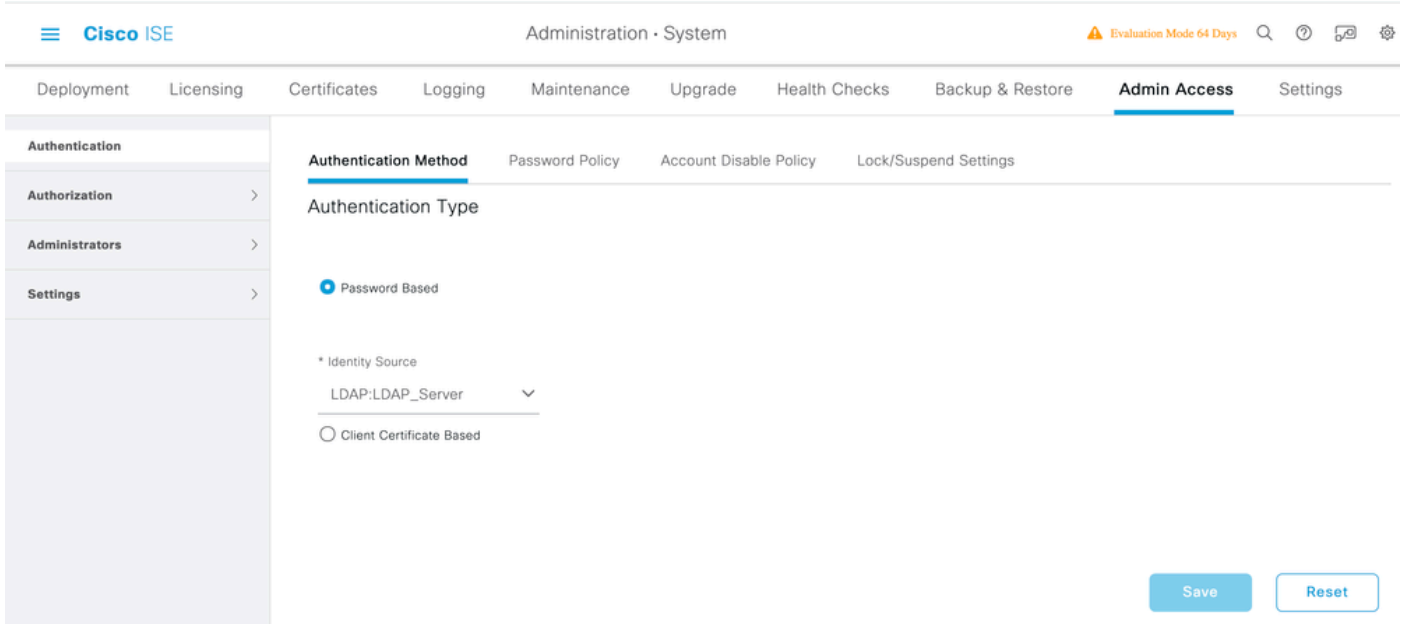 Cisco ISE
Administration · System
Evaluation Mode 64 Days
Deployment Licensing Certificates Logging Maintenance Upgrade Health Checks Backup & Restore Admin Access Settings
Authentication
Authorization
Administrators
Settings
Authentication Method Password Policy Account Disable Policy Lock/Suspend Settings
Authentication Type
Password Based
* Identity Source
LDAP:LDAP_Server
Client Certificate Based
Save Reset